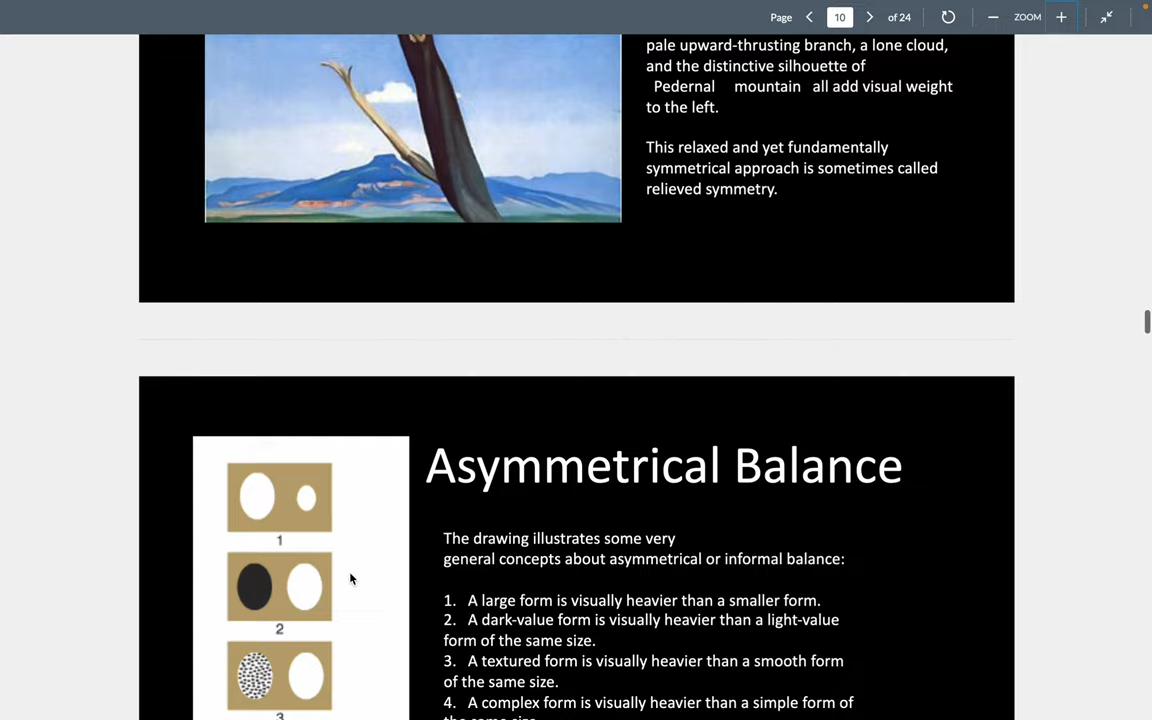 Page 10 of 24 ZOOM
pale upward-thrusting branch, a lone cloud,
and the distinctive silhouette of
Pedernal mountain all add visual weight
to the left.
This relaxed and yet fundamentally
symmetrical approach is sometimes called
relieved symmetry.
Asymmetrical Balance
1
2
3
The drawing illustrates some very
general concepts about asymmetrical or informal balance:
1. A large form is visually heavier than a smaller form.
2. A dark-value form is visually heavier than a light-value
form of the same size.
3. A textured form is visually heavier than a smooth form
of the same size.
4. A complex form is visually heavier than a simple form of
the same size.